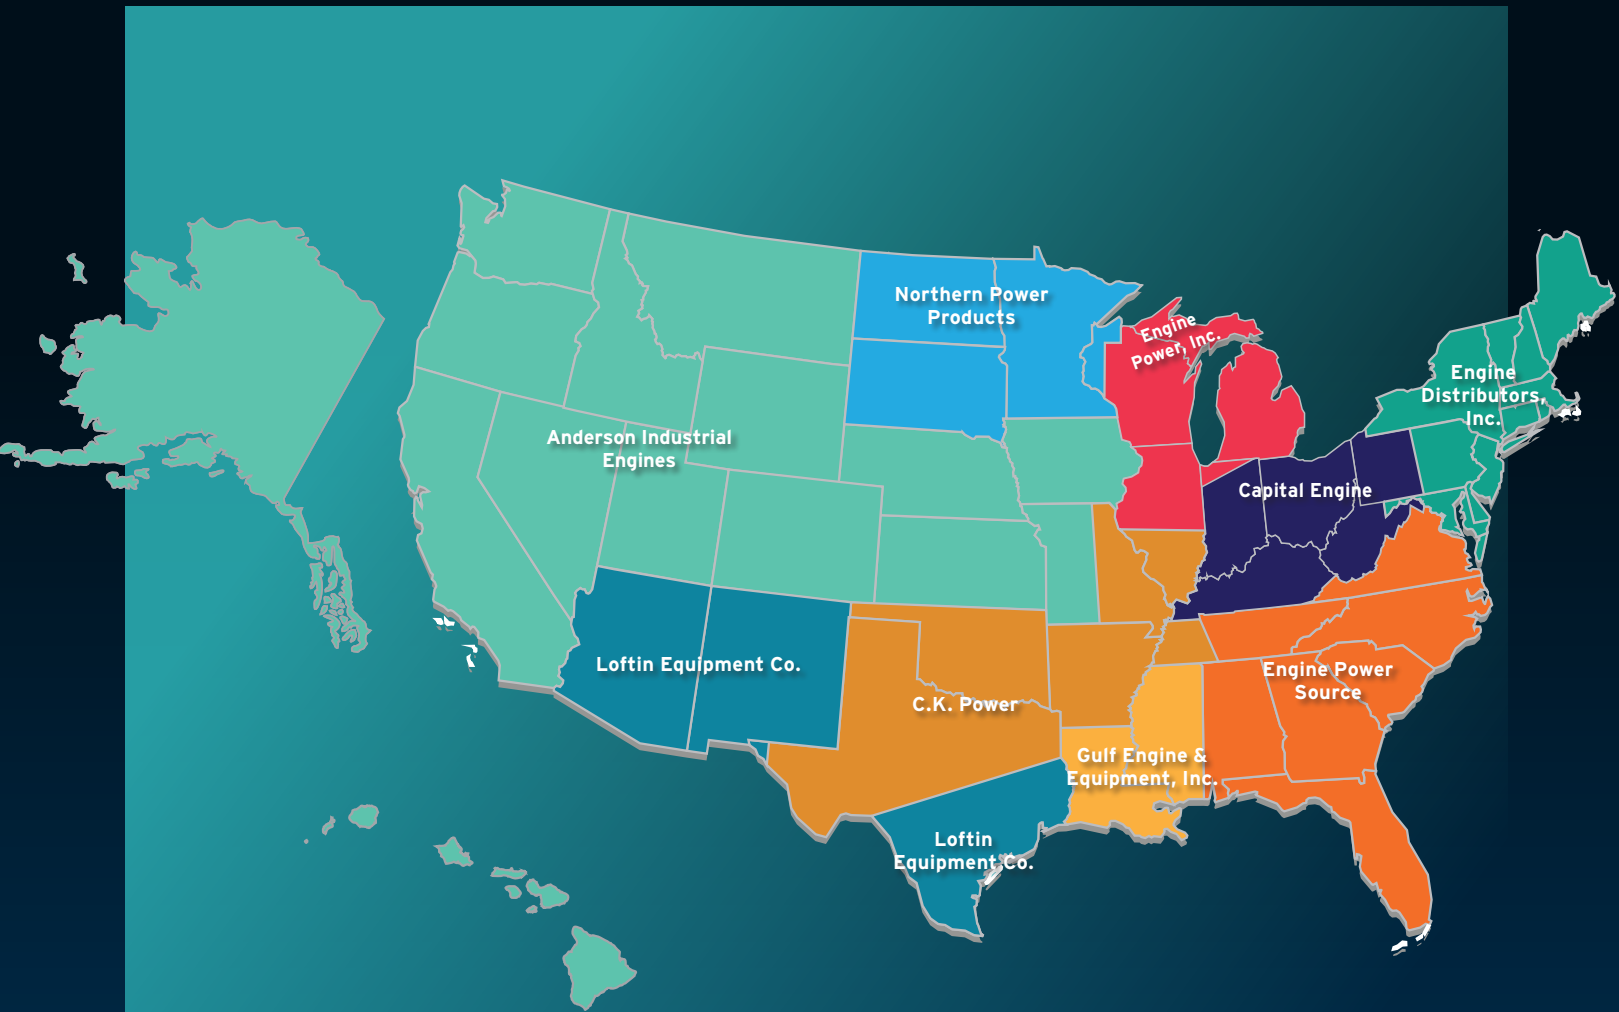 Northern Power
Products
Engine
Power, Inc.
Engine
Distributors,
Inc.
Anderson Industrial
Engines
Capital Engine
Loftin Equipment Co.
C.K. Power
Engine Power
Source
Gulf Engine &
Equipment, Inc.
Loftin
Equipment Co.